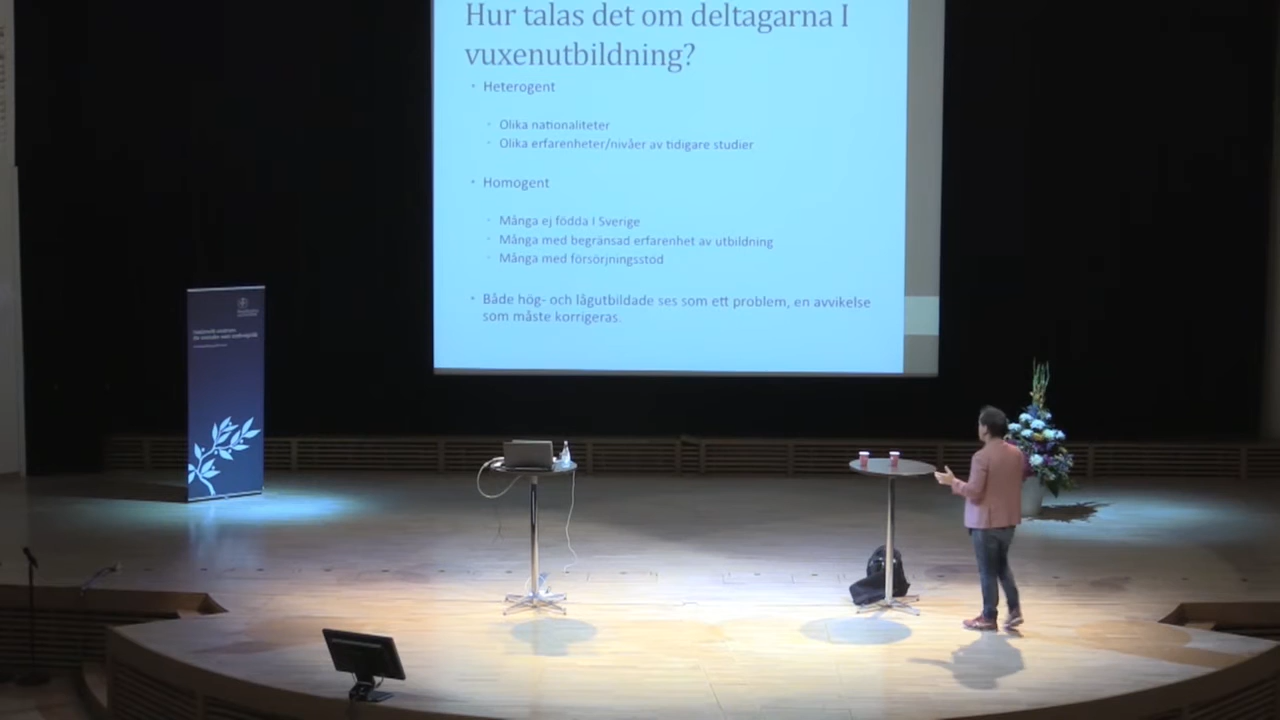 Hur talas det om deltagarna I
vuxenutbildning?
• Heterogent
• Olika nationaliteter
• Olika erfarenheter/nivåer av tidigare studier
• Homogent
• Många ej födda I Sverige
• Många med begränsad erfarenhet av utbildning
• Många med försörjningsstöd
• Både hög- och lågutbildade ses som ett problem, en avvikelse
som måste korrigeras.